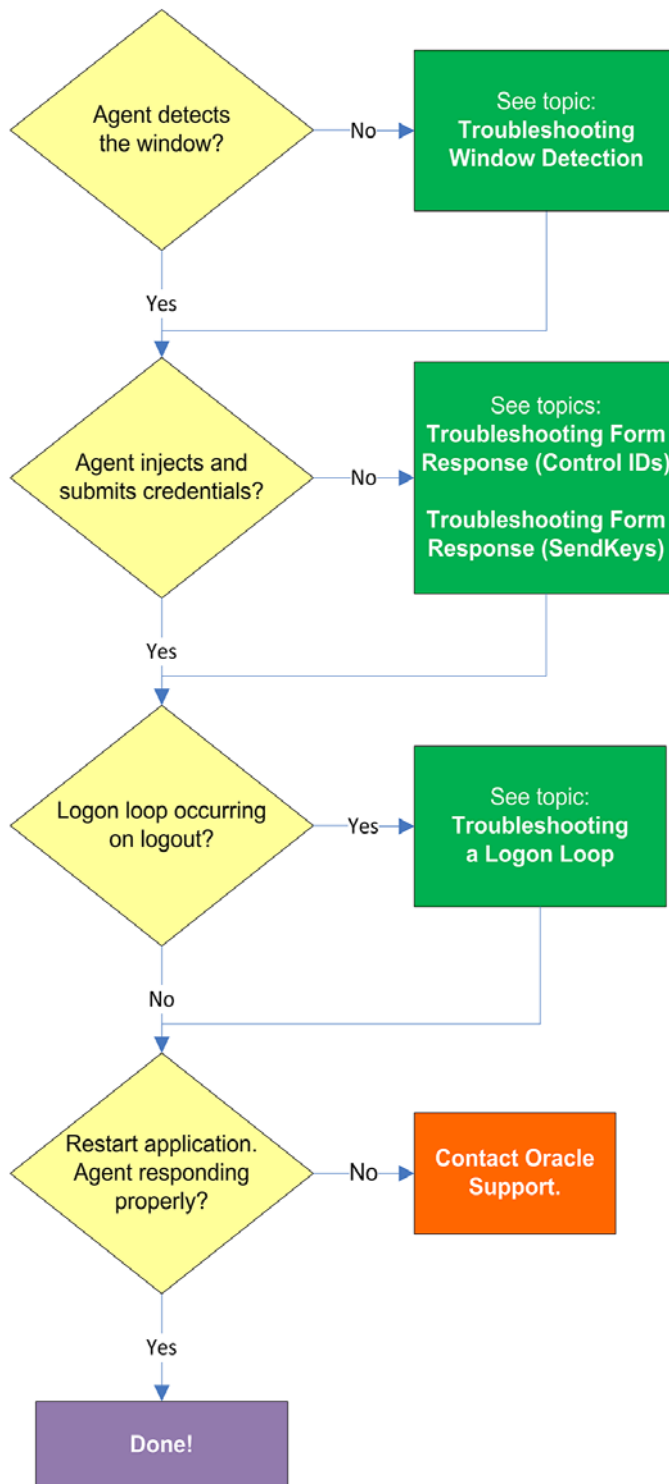 Agent detects
the window?
No
See topic:
Troubleshooting
Window Detection
Yes
Agent injects and
submits credentials?
No
See topics:
Troubleshooting Form
Response (Control IDs)
Troubleshooting Form
Response (SendKeys)
Yes
Logon loop occurring
on logout?
Yes
See topic:
Troubleshooting
a Logon Loop
No
Restart application.
Agent responding
properly?
No
Contact Oracle
Support.
Yes
Done!